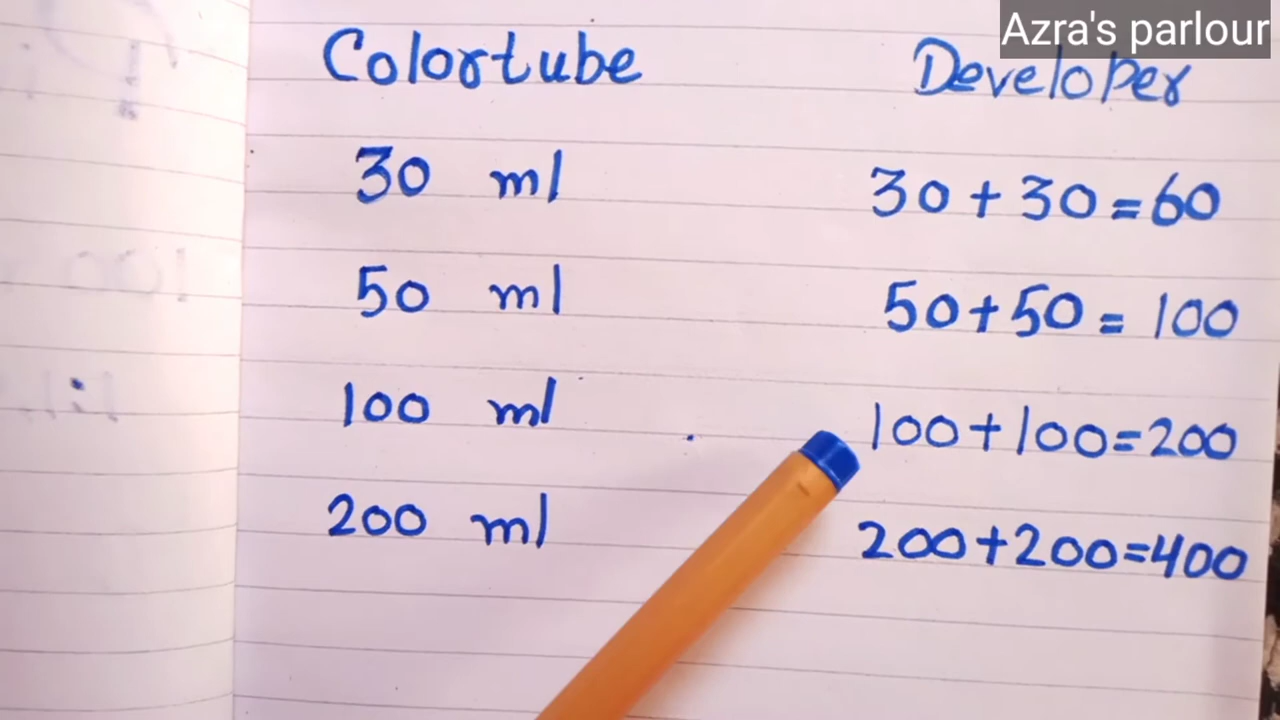 Azra's parlour
Colortube Developer
30 ml 30+30=60
50 ml 50+50=100
100 ml 100+100=200
200 ml 200+200=400